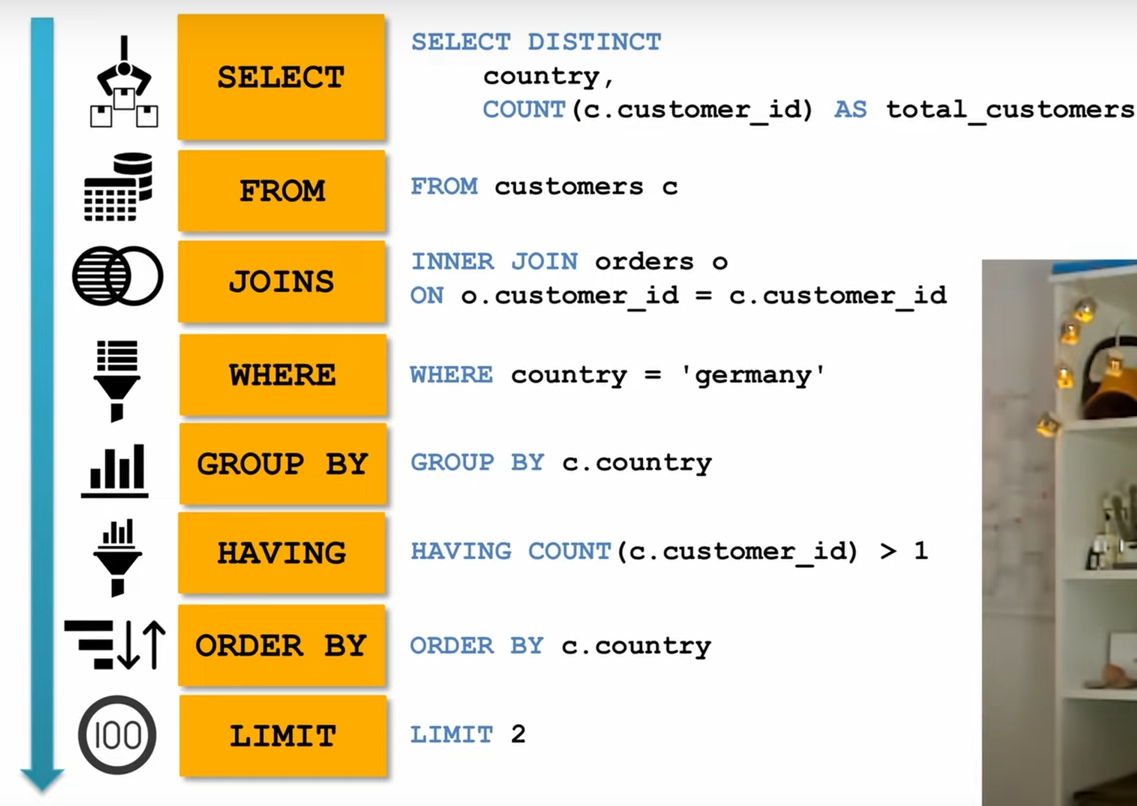 SELECT
SELECT DISTINCT
country,
COUNT(c.customer_id) AS total_customers
FROM
FROM customers c
JOINS
INNER JOIN orders o
ON o.customer_id = c.customer_id
WHERE
WHERE country = 'germany'
GROUP BY
GROUP BY c.country
HAVING
HAVING COUNT(c.customer_id) > 1
ORDER BY
ORDER BY c.country
100
LIMIT
LIMIT 2